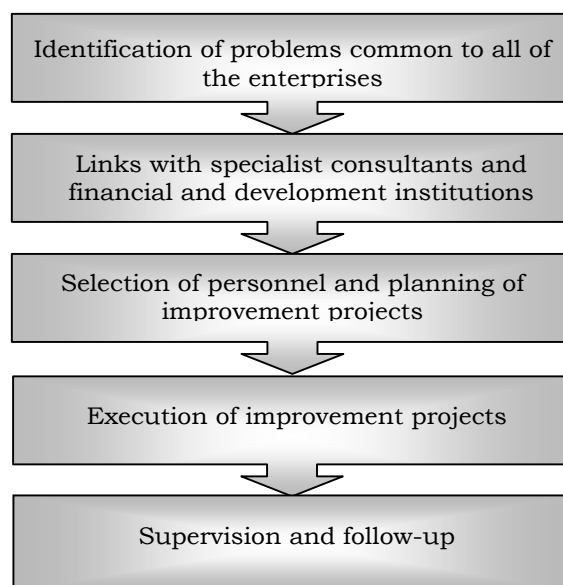 Identification of problems common to all of
the enterprises
Links with specialist consultants and
financial and development institutions
Selection of personnel and planning of
improvement projects
Execution of improvement projects
Supervision and follow-up